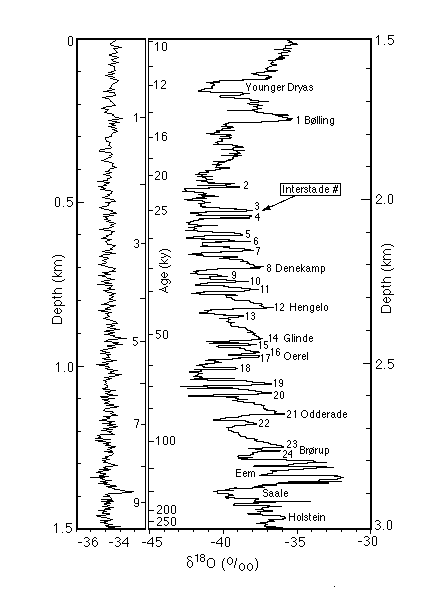 0
10
1.5
12
Younger Dryas
1
1 Bølling
16
17
18
20
2
Interstade #
0.5
2.0
3
25
4
5
6
3
7
8 Denekamp
9
10
11
12 Hengelo
13
Depth (km)
Age (ky)
Depth (km)
50
14 Glinde
5
15
16
Oerel
17
1.0
2.5
18
19
20
21 Odderade
7
22
100
23
Brørup
24
Eem
Saale
9
200
Holstein
250
1.5
3.0
-36 -34 -45 -40 -35 -30
δ18O (o/oo)